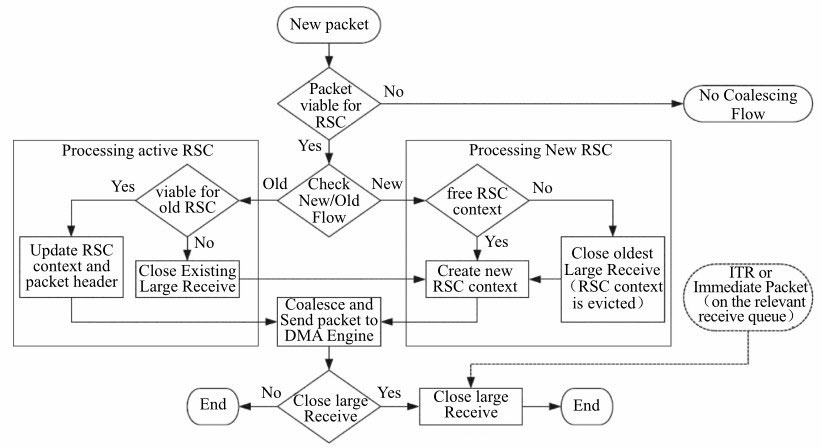 New packet
Packet
viable for
RSC
No
No Coalescing
Flow
Yes
Processing active RSC
Processing New RSC
Yes
viable for
old RSC
Old
Check
New/Old
Flow
New
free RSC
context
No
No
Yes
Update RSC
context and
packet header
Close Existing
Large Receive
Create new
RSC context
Close oldest
Large Receive
(RSC context
is evicted)
ITR or
Immediate Packet
(on the relevant
receive queue)
Coalesce and
Send packet to
DMA Engine
End
No
Close large
Receive
Yes
Close large
Receive
End